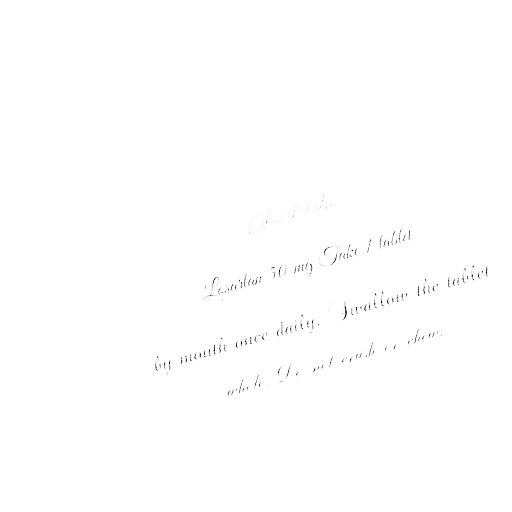 Losartan 50 mg Take 1 tablet
by mouth once daily. Swallow the tablet
whole. Do not crush or chew.